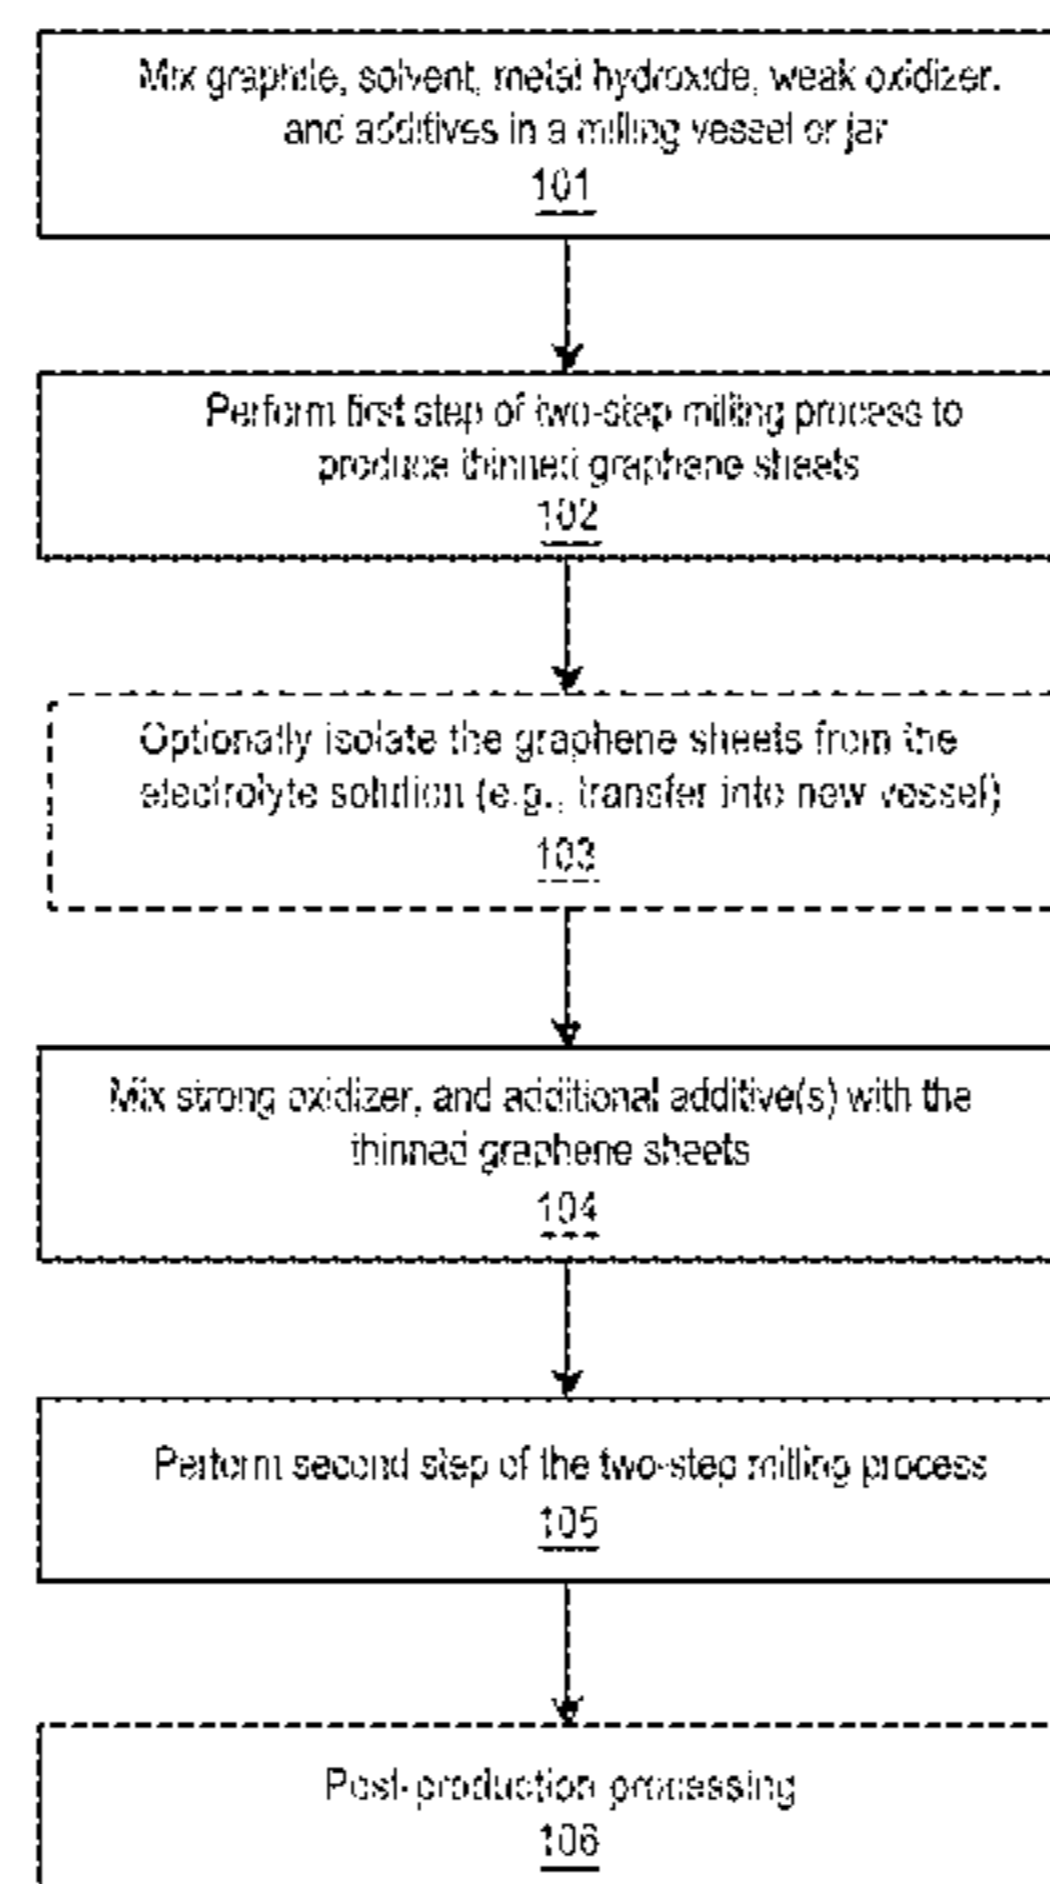 Mix graphite, solvent, metal hydroxide, weak oxidizer,
and additives in a milling vessel or jar
101
Perform first step of two-step milling process to
produce thinned graphene sheets
102
Optionally isolate the graphene sheets from the
electrolyte solution (e.g., transfer into new vessel)
103
Mix strong oxidizer, and additional additive(s) with the
thinned graphene sheets
104
Perform second step of the two-step milling process
105
Post-production processing
106